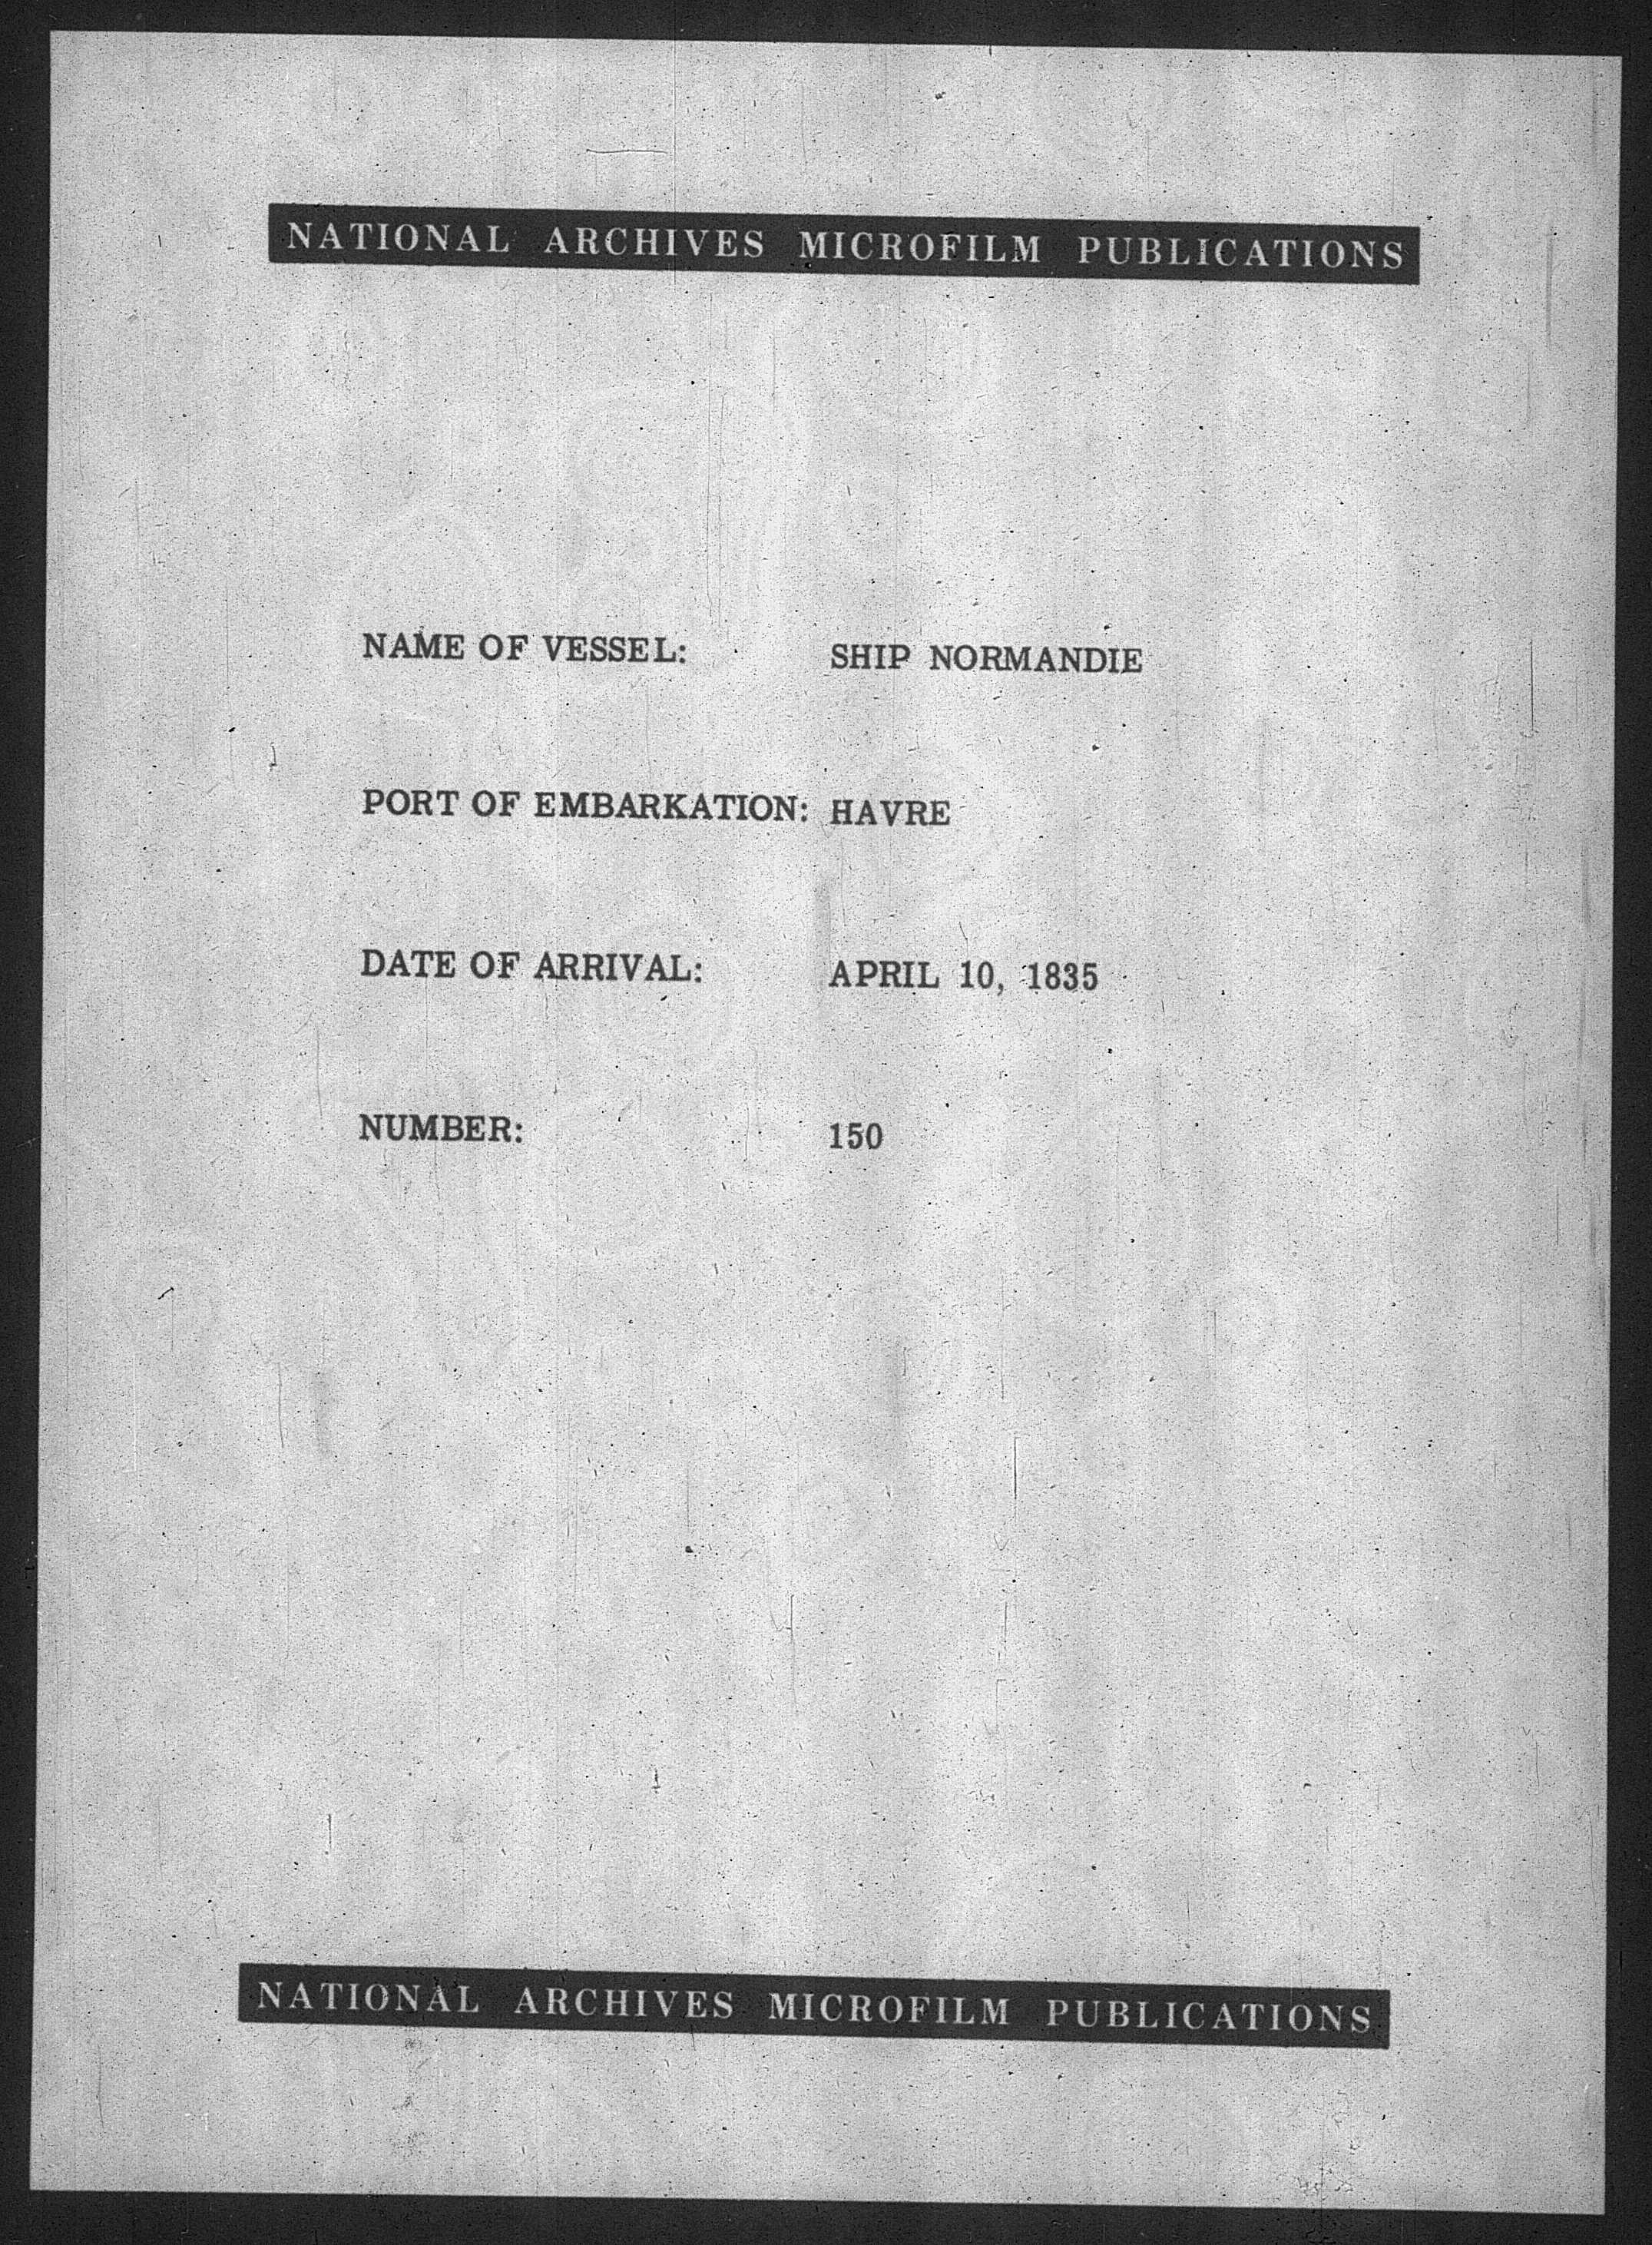 NATIONAL ARCHIVES MICROFILM PUBLICATIONS
NAME OF VESSEL: SHIP NORMANDIE
PORT OF EMBARKATION: HAVRE
DATE OF ARRIVAL: APRIL 10, 1835
NUMBER: 150
NATIONAL ARCHIVES MICROFILM PUBLICATIONS